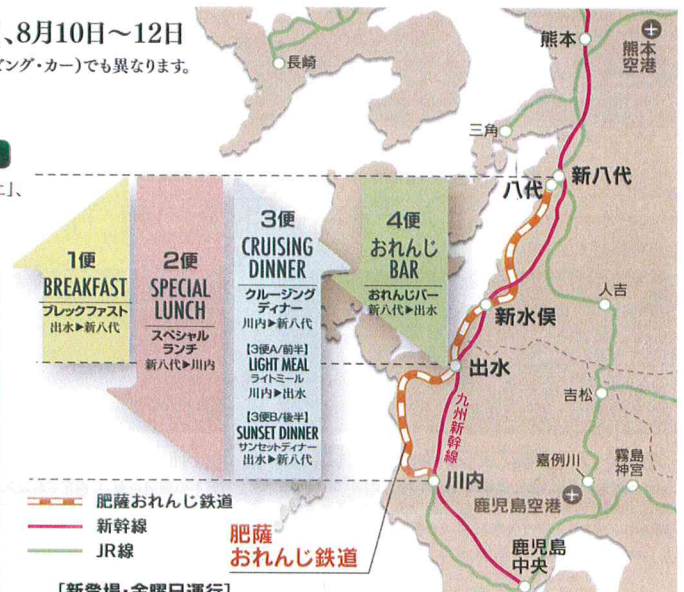 、8月10日～12日
ング・カー)でも異なります。
長崎
熊本
熊本
空港
三角
新八代
八代
1便
BREAKFAST
ブレックファスト
出水▶新八代
2便
SPECIAL
LUNCH
スペシャル
ランチ
新八代▶川内
3便
CRUISING
DINNER
クルージング
ディナー
川内▶新八代
【3便A/前半】
LIGHT MEAL
ライトミール
川内▶出水
【3便B/後半】
SUNSET DINNER
サンセットディナー
出水▶新八代
4便
おれんじ
BAR
おれんじバー
新八代▶出水
人吉
新水俣
出水
吉松
九州新幹線
嘉例川
霧島
神宮
川内
鹿児島空港
肥薩おれんじ鉄道
新幹線
JR線
肥薩
おれんじ鉄道
鹿児島
中央
[新登場・金曜日運行]